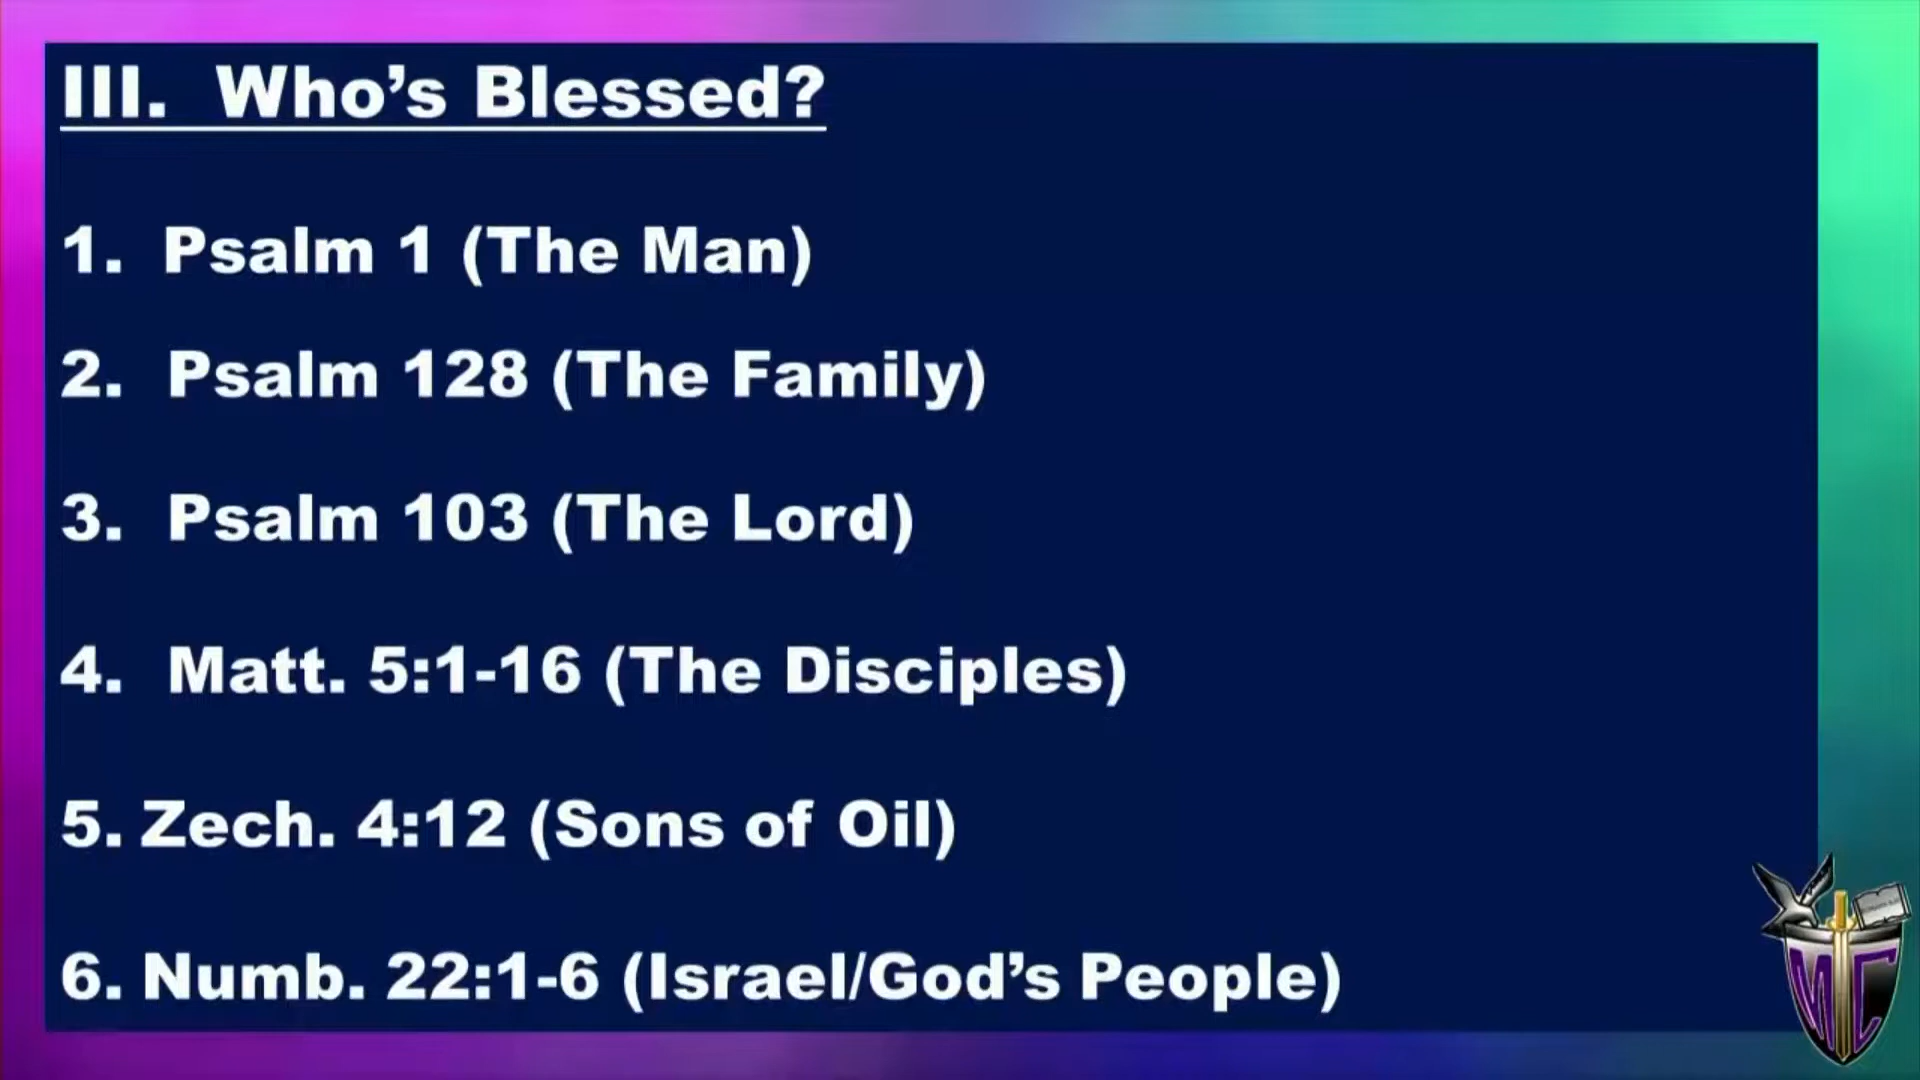 III. Who’s Blessed?
1. Psalm 1 (The Man)
2. Psalm 128 (The Family)
3. Psalm 103 (The Lord)
4. Matt. 5:1-16 (The Disciples)
5. Zech. 4:12 (Sons of Oil)
6. Numb. 22:1-6 (Israel/God’s People)
MC